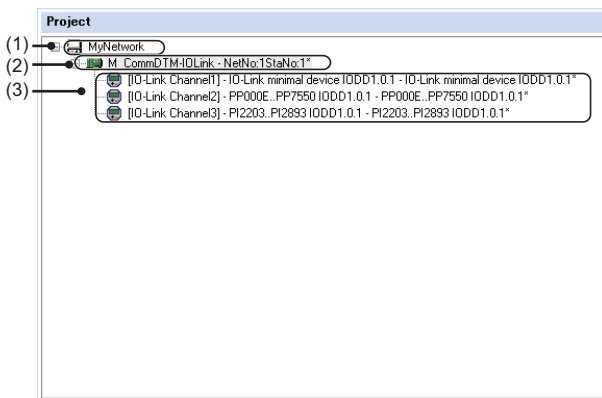 Project
(1) MyNetwork
(2) M CommDTM-IOLink - NetNo:1StaNo:1*
(3) [IO-Link Channel1] - IO-Link minimal device IODD1.0.1 - IO-Link minimal device IODD1.0.1*
[IO-Link Channel2] - PP000E..PP7550 IODD1.0.1 - PP000E..PP7550 IODD1.0.1*
[IO-Link Channel3] - PI2203..PI2893 IODD1.0.1 - PI2203..PI2893 IODD1.0.1*